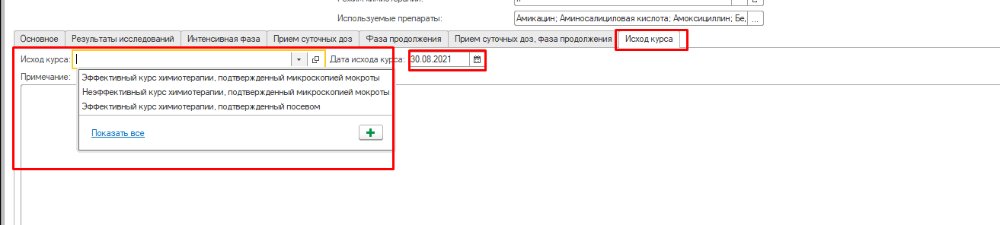 Используемые препараты: Амикацин; Аминосалициловая кислота; Амоксициллин; Бе, ...
Основное Результаты исследований Интенсивная фаза Прием суточных доз Фаза продолжения Прием суточных доз, фаза продолжения Исход курса
Исход курса: Дата исхода курса: 30.08.2021
Примечание:
Эффективный курс химиотерапии, подтвержденный микроскопией мокроты
Неэффективный курс химиотерапии, подтвержденный микроскопией мокроты
Эффективный курс химиотерапии, подтвержденный посевом
Показать все